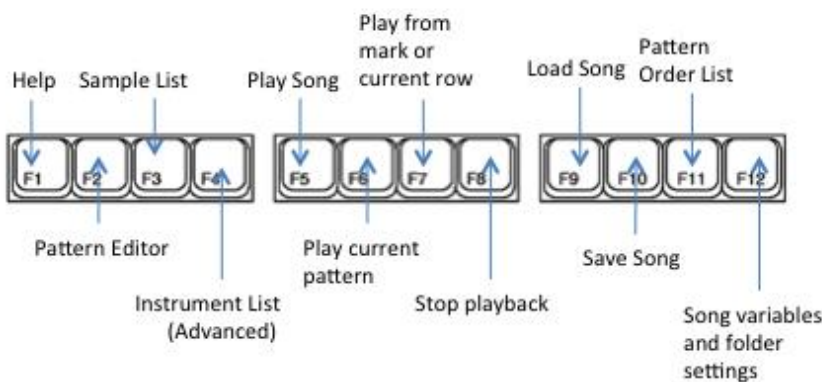 Help
Sample List
Play Song
Play from
mark or
current row
Load Song
Pattern
Order List
F1
F2
F3
F4
F5
F6
F7
F8
F9
F10
F11
F12
Pattern Editor
Instrument List
(Advanced)
Play current
pattern
Stop playback
Save Song
Song variables
and folder
settings